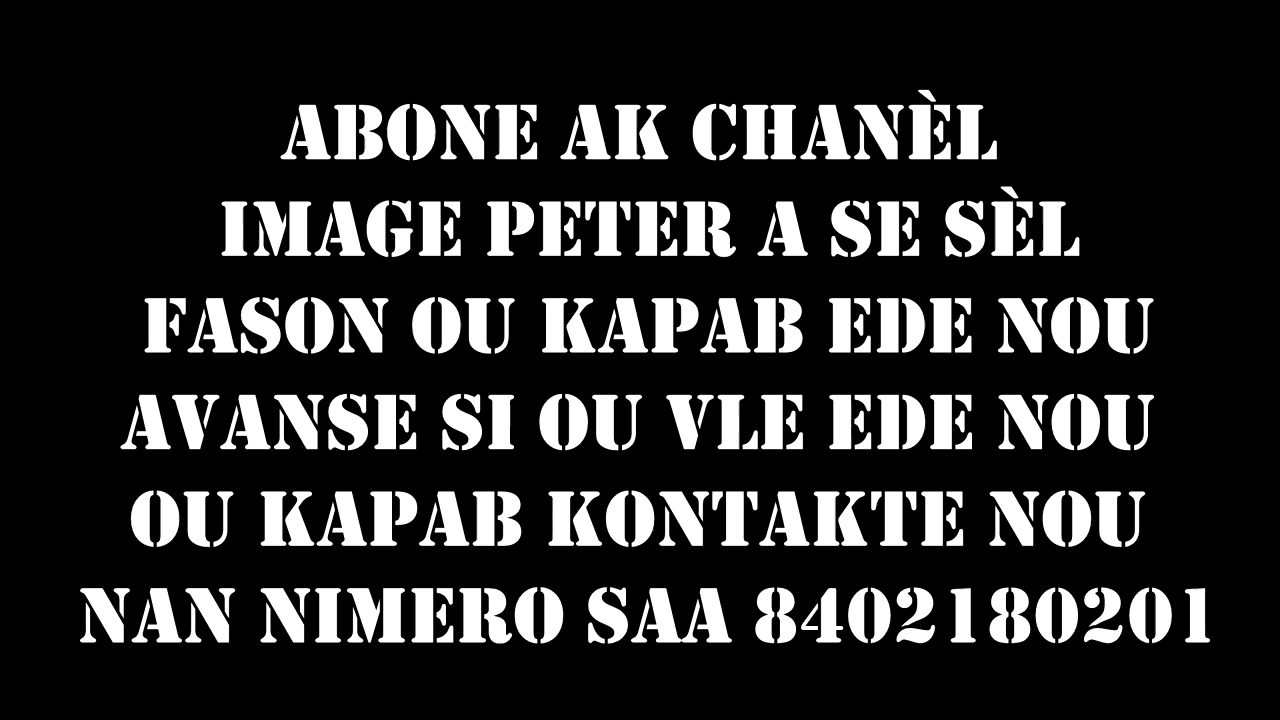 ABONE AK CHANÈL
IMAGE PETER A SE SÈL
FASON OU KAPAB EDE NOU
AVANSE SI OU VLE EDE NOU
OU KAPAB KONTAKTE NOU
NAN NIMERO SAA 8402180201